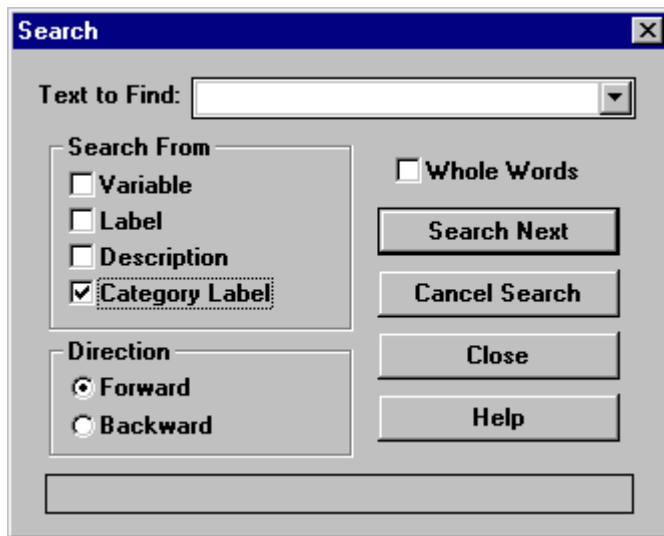 Search
Text to Find:
Search From
Variable
Label
Description
Category Label
Whole Words
Search Next
Cancel Search
Direction
Forward
Backward
Close
Help